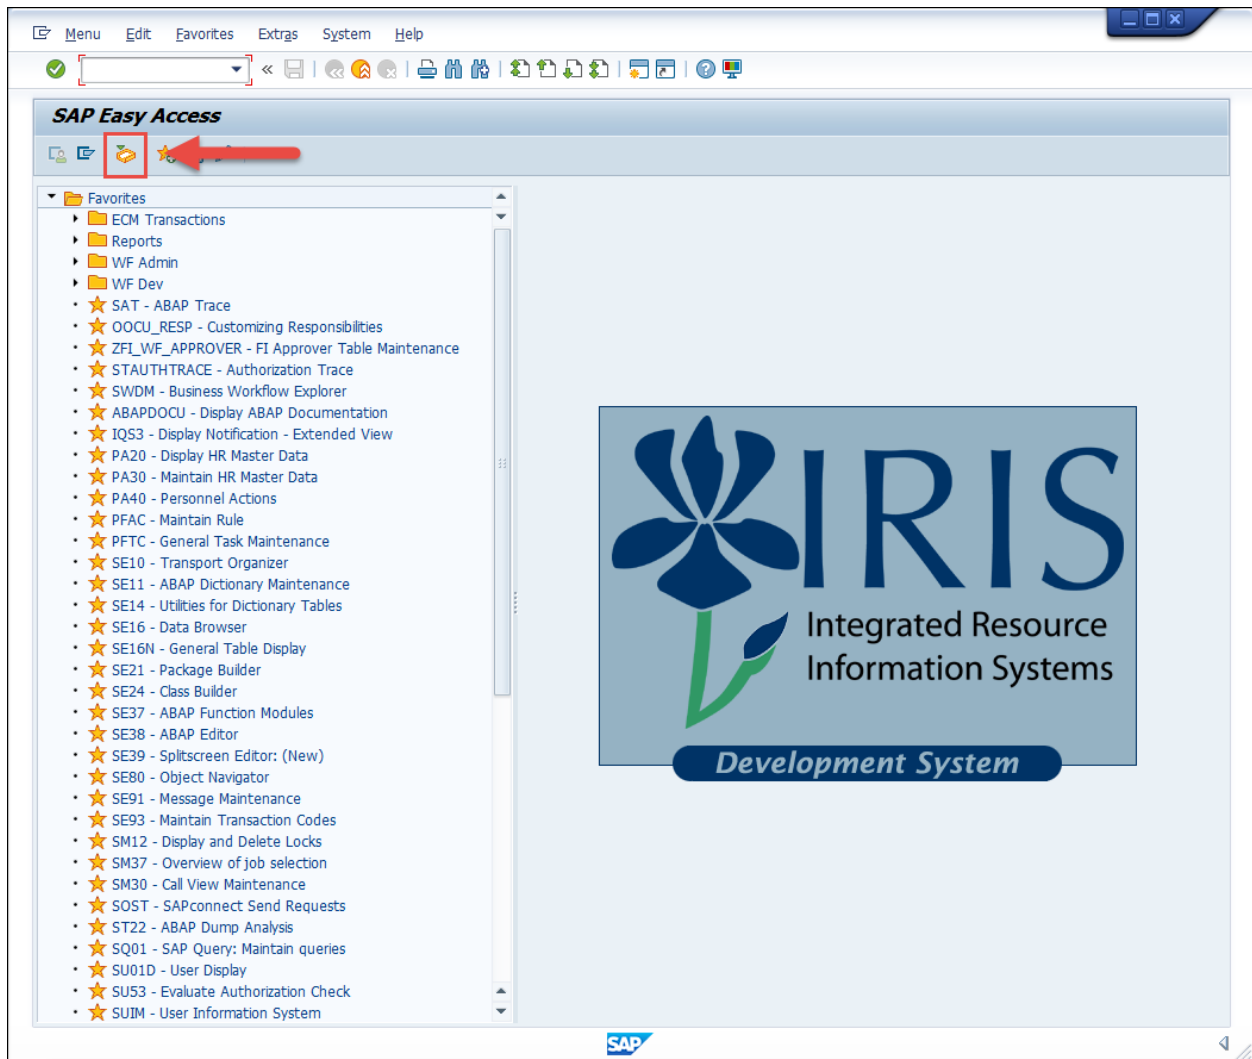 Menu Edit Favorites Extras System Help
SAP Easy Access
Favorites
ECM Transactions
Reports
WF Admin
WF Dev
SAT - ABAP Trace
OOCU_RESP - Customizing Responsibilities
ZFI_WF_APPROVER - FI Approver Table Maintenance
STAUTHTRACE - Authorization Trace
SWDM - Business Workflow Explorer
ABAPDOCU - Display ABAP Documentation
IQS3 - Display Notification - Extended View
PA20 - Display HR Master Data
PA30 - Maintain HR Master Data
PA40 - Personnel Actions
PFAC - Maintain Rule
PFTC - General Task Maintenance
SE10 - Transport Organizer
SE11 - ABAP Dictionary Maintenance
SE14 - Utilities for Dictionary Tables
SE16 - Data Browser
SE16N - General Table Display
SE21 - Package Builder
SE24 - Class Builder
SE37 - ABAP Function Modules
SE38 - ABAP Editor
SE39 - Splitscreen Editor: (New)
SE80 - Object Navigator
SE91 - Message Maintenance
SE93 - Maintain Transaction Codes
SM12 - Display and Delete Locks
SM37 - Overview of job selection
SM30 - Call View Maintenance
SOST - SAPconnect Send Requests
ST22 - ABAP Dump Analysis
SQ01 - SAP Query: Maintain queries
SU01D - User Display
SU53 - Evaluate Authorization Check
SUIM - User Information System
IRIS
Integrated Resource
Information Systems
Development System
SAP